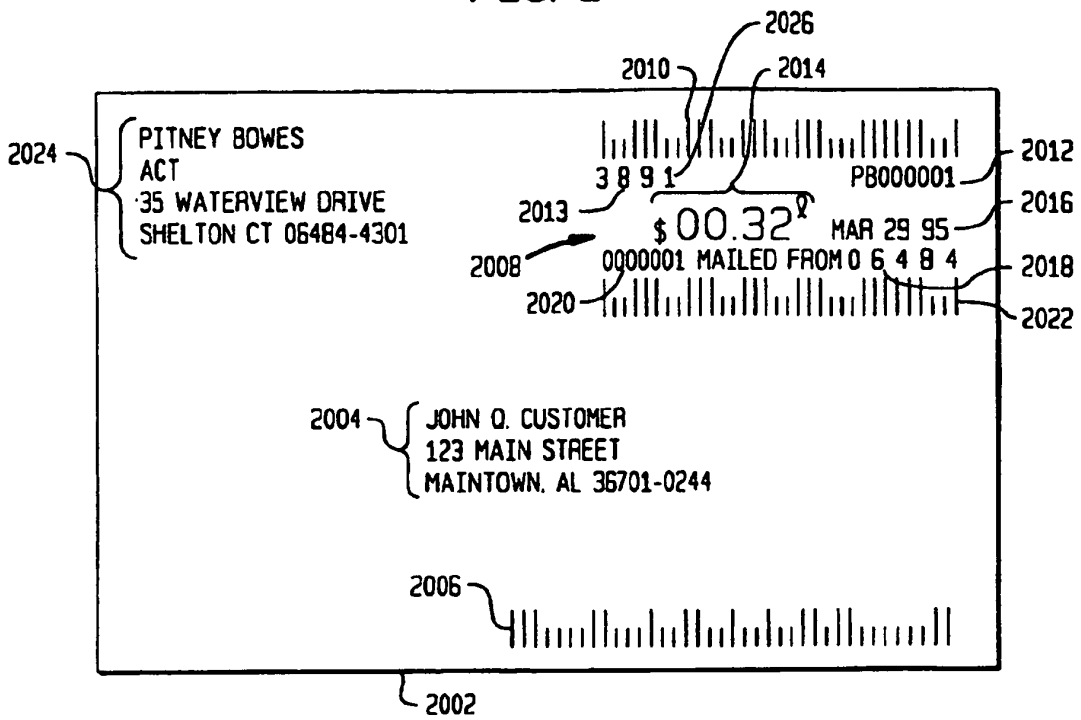 2026
2010
2014
2024
PITNEY BOWES
ACT
35 WATERVIEW DRIVE
SHELTON CT 06484-4301
3 8 9 1
PB000001
2012
2013
$ 00.32
MAR 29 95
2016
2008
0000001 MAILED FROM 0 6 4 8 4
2018
2020
2022
2004
JOHN Q. CUSTOMER
123 MAIN STREET
MAINTOWN, AL 36701-0244
2006
2002